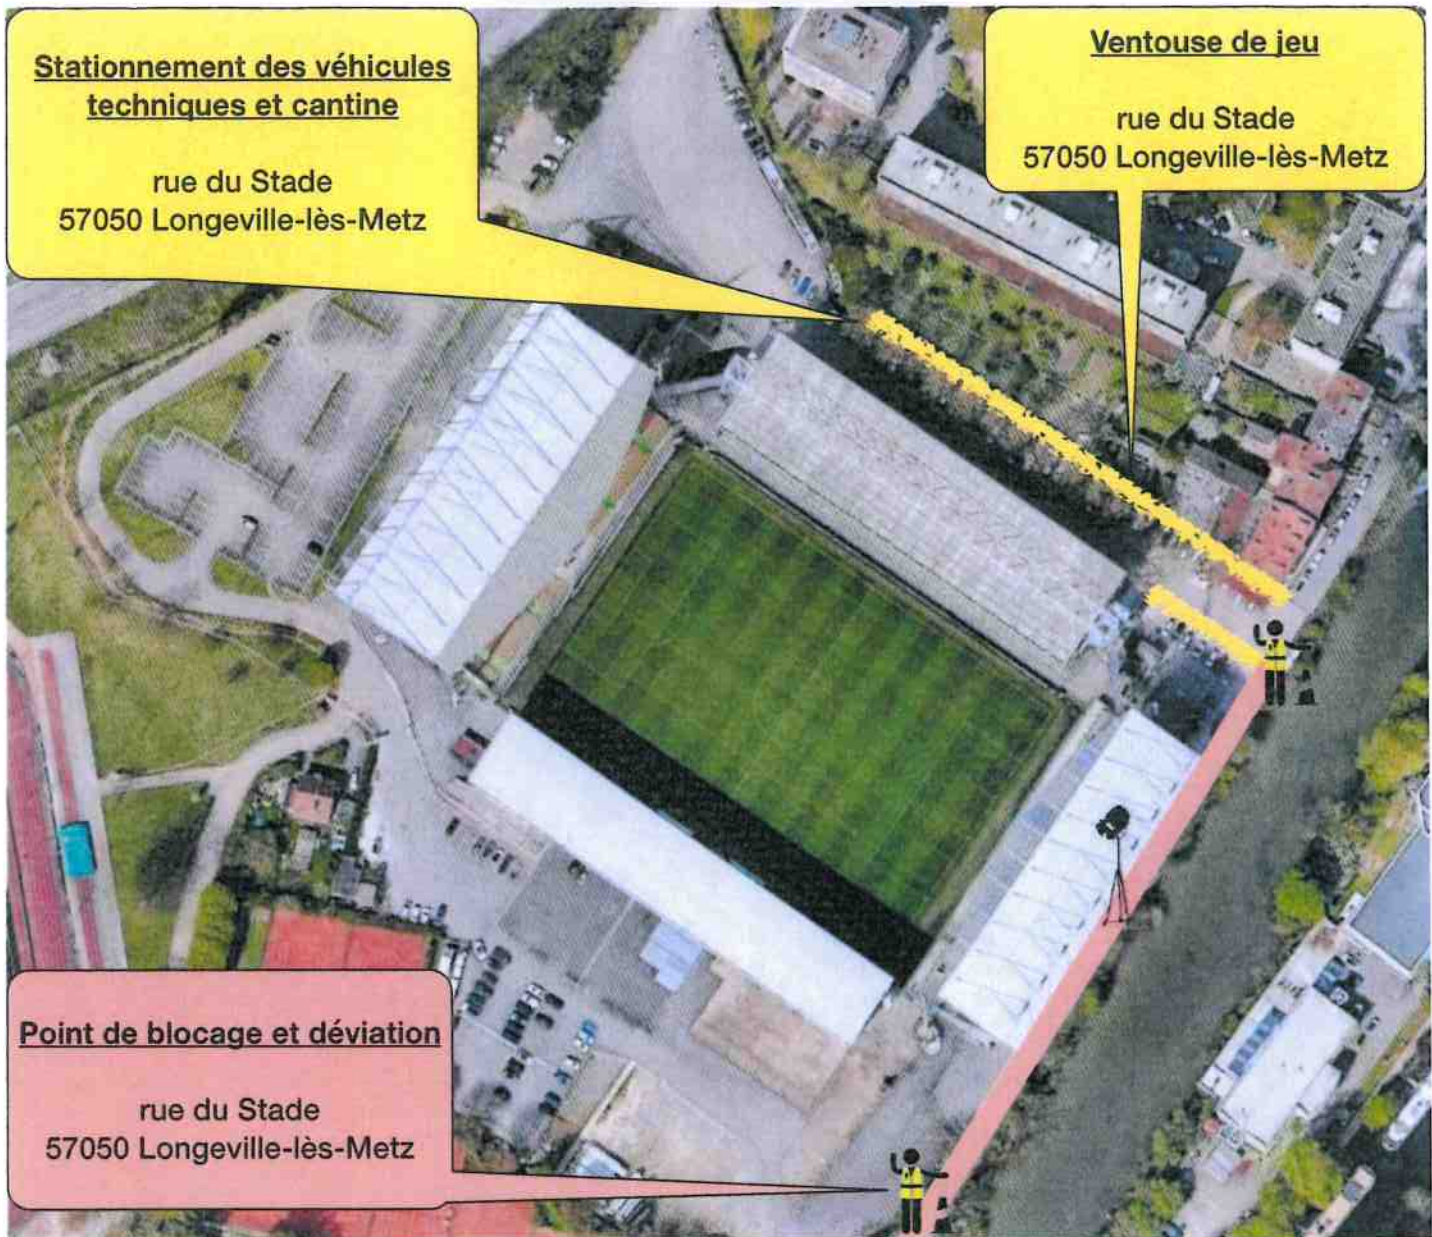 Stationnement des véhicules
techniques et cantine
rue du Stade
57050 Longeville-lès-Metz
Ventouse de jeu
rue du Stade
57050 Longeville-lès-Metz
Point de blocage et déviation
rue du Stade
57050 Longeville-lès-Metz